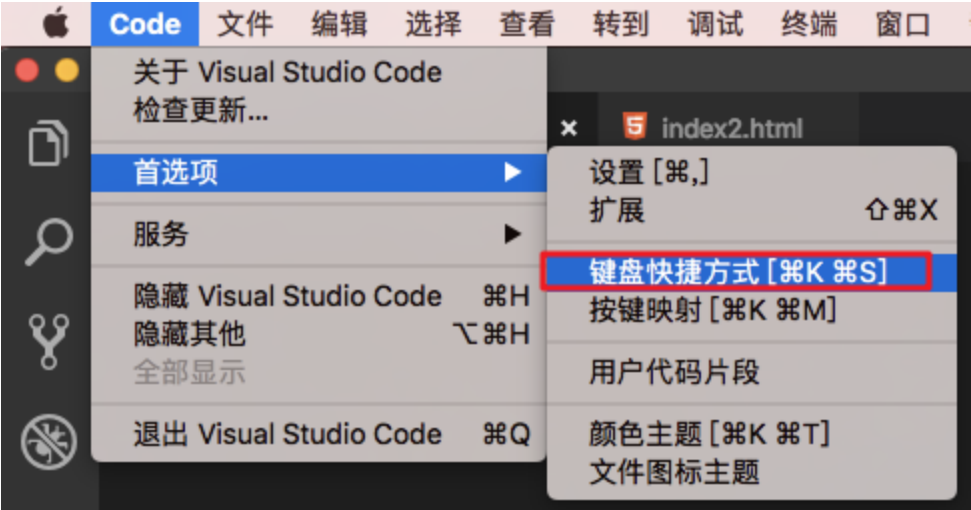 Code 文件 编辑 选择 查看 转到 调试 终端 窗口
关于 Visual Studio Code
检查更新...
首选项
服务
隐藏 Visual Studio Code ⌘H
隐藏其他 ⌥⌘H
全部显示
退出 Visual Studio Code ⌘Q
index2.html
设置 [⌘,]
扩展 ⇧⌘X
键盘快捷方式 [⌘K ⌘S]
按键映射 [⌘K ⌘M]
用户代码片段
颜色主题 [⌘K ⌘T]
文件图标主题